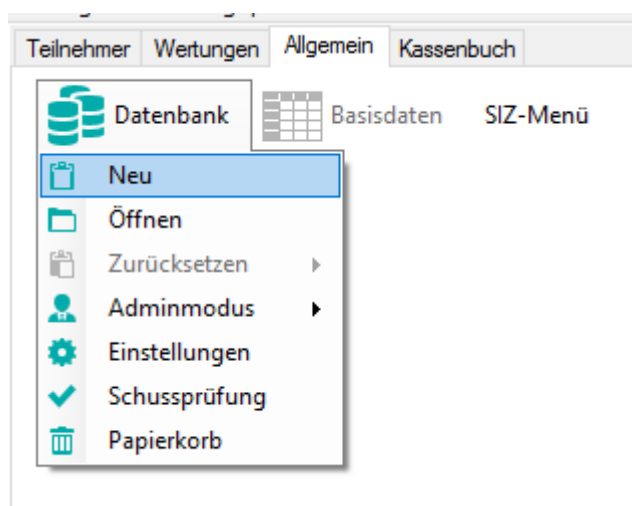 Teilnehmer Wertungen Allgemein Kassenbuch
Datenbank Basisdaten SIZ-Menü
Neu
Öffnen
Zurücksetzen
Adminmodus
Einstellungen
Schussprüfung
Papierkorb